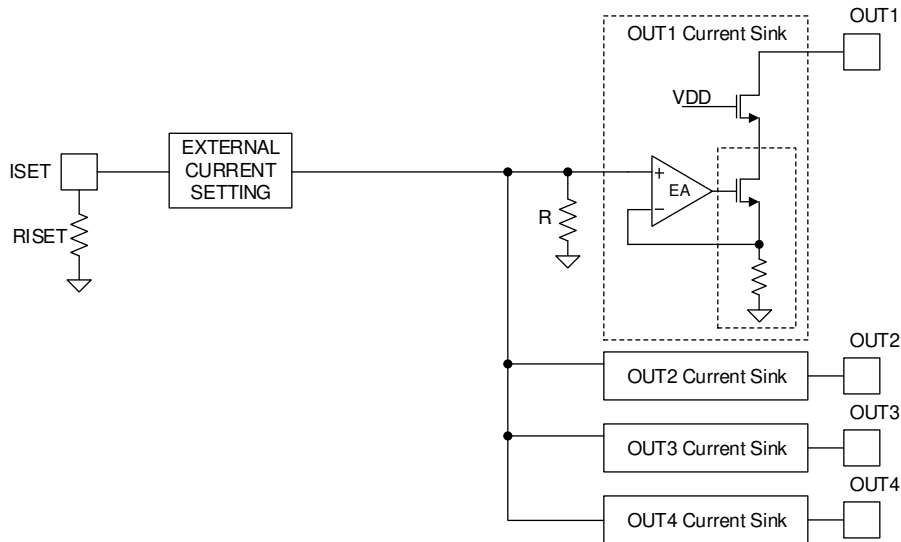 OUT1
OUT1 Current Sink
VDD
EXTERNAL
CURRENT
SETTING
ISET
+
EA
−
RISET
R
OUT2
OUT2 Current Sink
OUT3
OUT3 Current Sink
OUT4
OUT4 Current Sink